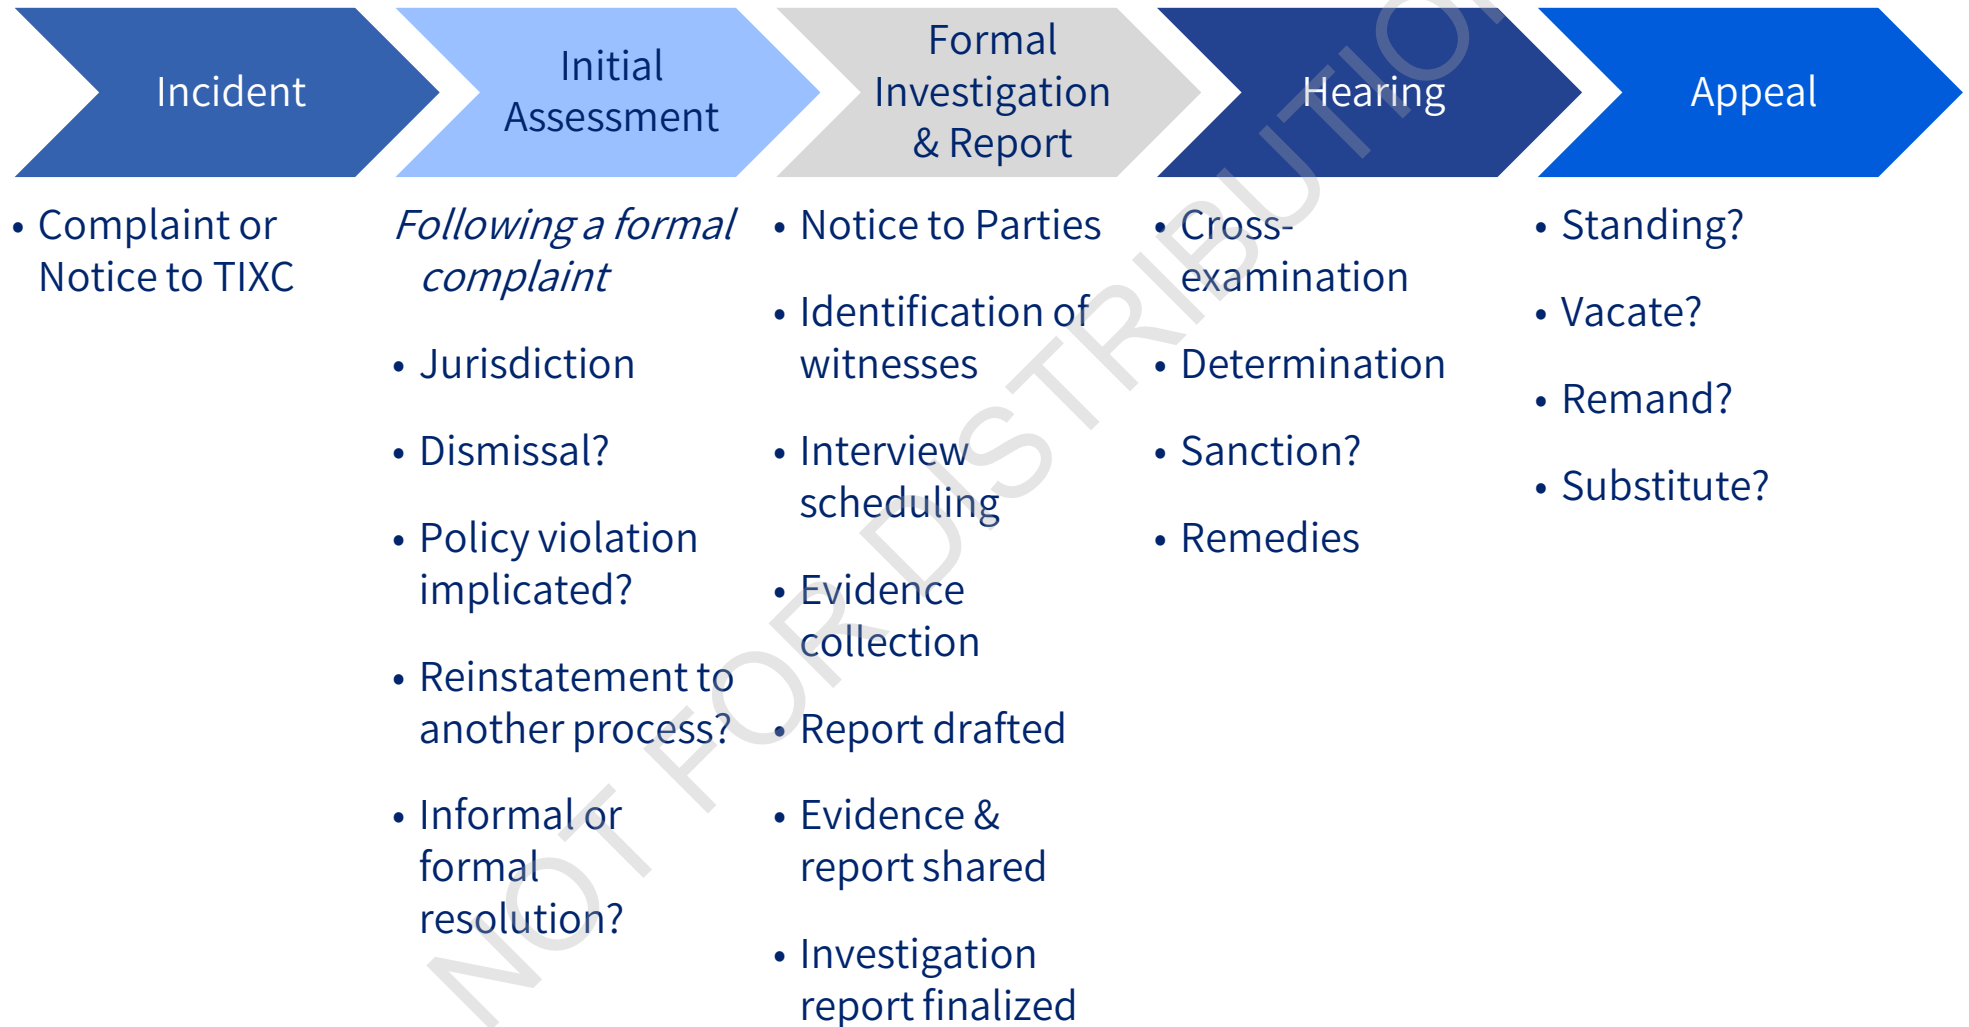 Incident
Initial
Assessment
Formal
Investigation
& Report
Hearing
Appeal
• Complaint or
Notice to TIXC
Following a formal
complaint
• Jurisdiction
• Dismissal?
• Policy violation
implicated?
• Reinstatement to
another process?
• Informal or
formal
resolution?
• Notice to Parties
• Identification of
witnesses
• Interview
scheduling
• Evidence
collection
• Report drafted
• Evidence &
report shared
• Investigation
report finalized
• Cross-
examination
• Determination
• Sanction?
• Remedies
• Standing?
• Vacate?
• Remand?
• Substitute?
NOT FOR DISTRIBUTION